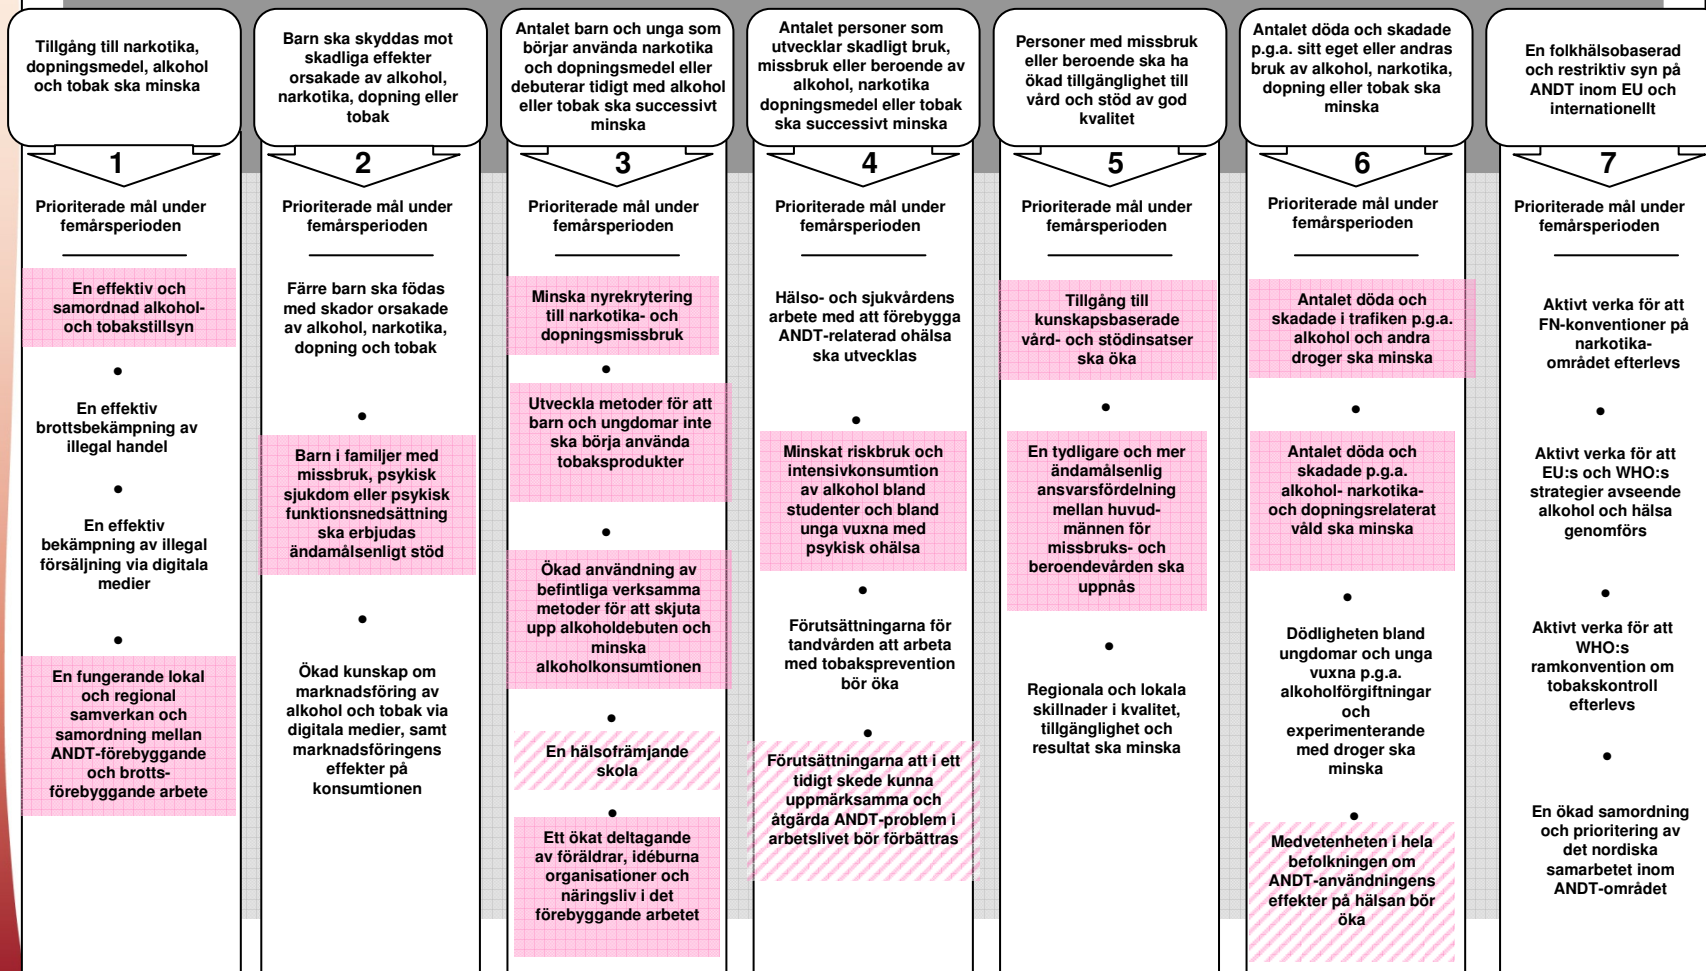 Tillgång till narkotika,
dopningsmedel, alkohol
och tobak ska minska
1
Prioriterade mål under
femårsperioden
En effektiv och
samordnad alkohol-
och tobakstillsyn
•
En effektiv
brottsbekämpning av
illegal handel
•
En effektiv
bekämpning av illegal
försäljning via digitala
medier
•
En fungerande lokal
och regional
samverkan och
samordning mellan
ANDT-förebyggande
och brotts-
förebyggande arbete
Barn ska skyddas mot
skadliga effekter
orsakade av alkohol,
narkotika, dopning eller
tobak
2
Prioriterade mål under
femårsperioden
Färre barn ska födas
med skador orsakade
av alkohol, narkotika,
dopning och tobak
•
Barn i familjer med
missbruk, psykisk
sjukdom eller psykisk
funktionsnedsättning
ska erbjudas
ändamålsenligt stöd
•
Ökad kunskap om
marknadsföring av
alkohol och tobak via
digitala medier, samt
marknadsföringens
effekter på
konsumtionen
Antalet barn och unga som
börjar använda narkotika
och dopningsmedel eller
debuterar tidigt med alkohol
eller tobak ska successivt
minska
3
Prioriterade mål under
femårsperioden
Minska nyrekrytering
till narkotika- och
dopningsmissbruk
•
Utveckla metoder för att
barn och ungdomar inte
ska börja använda
tobaksprodukter
•
Ökad användning av
befintliga verksamma
metoder för att skjuta
upp alkoholdebuten och
minska
alkoholkonsumtionen
•
En hälsofrämjande
skola
•
Ett ökat deltagande
av föräldrar, idéburna
organisationer och
näringsliv i det
förebyggande arbetet
Antalet personer som
utvecklar skadligt bruk,
missbruk eller beroende av
alkohol, narkotika
dopningsmedel eller tobak
ska successivt minska
4
Prioriterade mål under
femårsperioden
Hälso- och sjukvårdens
arbete med att förebygga
ANDT-relaterad ohälsa
ska utvecklas
•
Minskat riskbruk och
intensivkonsumtion
av alkohol bland
studenter och bland
unga vuxna med
psykisk ohälsa
•
Förutsättningarna för
tandvården att arbeta
med tobaksprevention
bör öka
•
Förutsättningarna att i ett
tidigt skede kunna
uppmärksamma och
åtgärda ANDT-problem i
arbetslivet bör förbättras
Personer med missbruk
eller beroende ska ha
ökad tillgänglighet till
vård och stöd av god
kvalitet
5
Prioriterade mål under
femårsperioden
Tillgång till
kunskapsbaserade
vård- och stödinsatser
ska öka
•
En tydligare och mer
ändamålsenlig
ansvarsfördelning
mellan huvud-
männen för
missbruks- och
beroendevården ska
uppnås
•
Regionala och lokala
skillnader i kvalitet,
tillgänglighet och
resultat ska minska
Antalet döda och skadade
p.g.a. sitt eget eller andras
bruk av alkohol, narkotika,
dopning eller tobak ska
minska
6
Prioriterade mål under
femårsperioden
Antalet döda och
skadade i trafiken p.g.a.
alkohol och andra
droger ska minska
•
Antalet döda och
skadade p.g.a.
alkohol- narkotika-
och dopningsrelaterat
våld ska minska
•
Dödligheten bland
ungdomar och unga
vuxna p.g.a.
alkoholförgiftningar
och
experimenterande
med droger ska
minska
•
Medvetenheten i hela
befolkningen om
ANDT-användningens
effekter på hälsan bör
öka
En folkhälsobaserad
och restriktiv syn på
ANDT inom EU och
internationellt
7
Prioriterade mål under
femårsperioden
Aktivt verka för att
FN-konventioner på
narkotika-
området efterlevs
•
Aktivt verka för att
EU:s och WHO:s
strategier avseende
alkohol och hälsa
genomförs
•
Aktivt verka för att
WHO:s
ramkonvention om
tobakskontroll
efterlevs
•
En ökad samordning
och prioritering av
det nordiska
samarbetet inom
ANDT-området